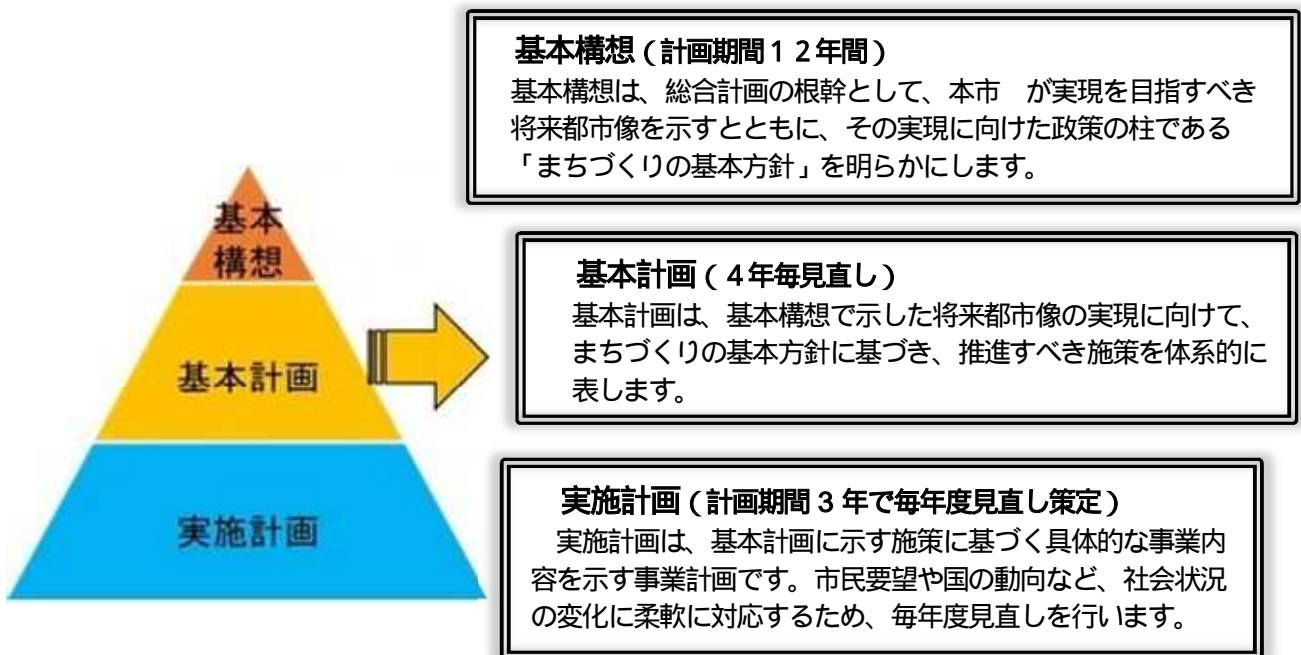 基本構想(計画期間12年間)
基本構想は、総合計画の根幹として、本市　が実現を目指すべき
将来都市像を示すとともに、その実現に向けた政策の柱である
「まちづくりの基本方針」を明らかにします。
基本
構想
基本計画(4年毎見直し)
基本計画は、基本構想で示した将来都市像の実現に向けて、
まちづくりの基本方針に基づき、推進すべき施策を体系的に
表します。
基本計画
実施計画(計画期間3年で毎年度見直し策定)
実施計画は、基本計画に示す施策に基づく具体的な事業内
容を示す事業計画です。市民要望や国の動向など、社会状況
の変化に柔軟に対応するため、毎年度見直しを行います。
実施計画